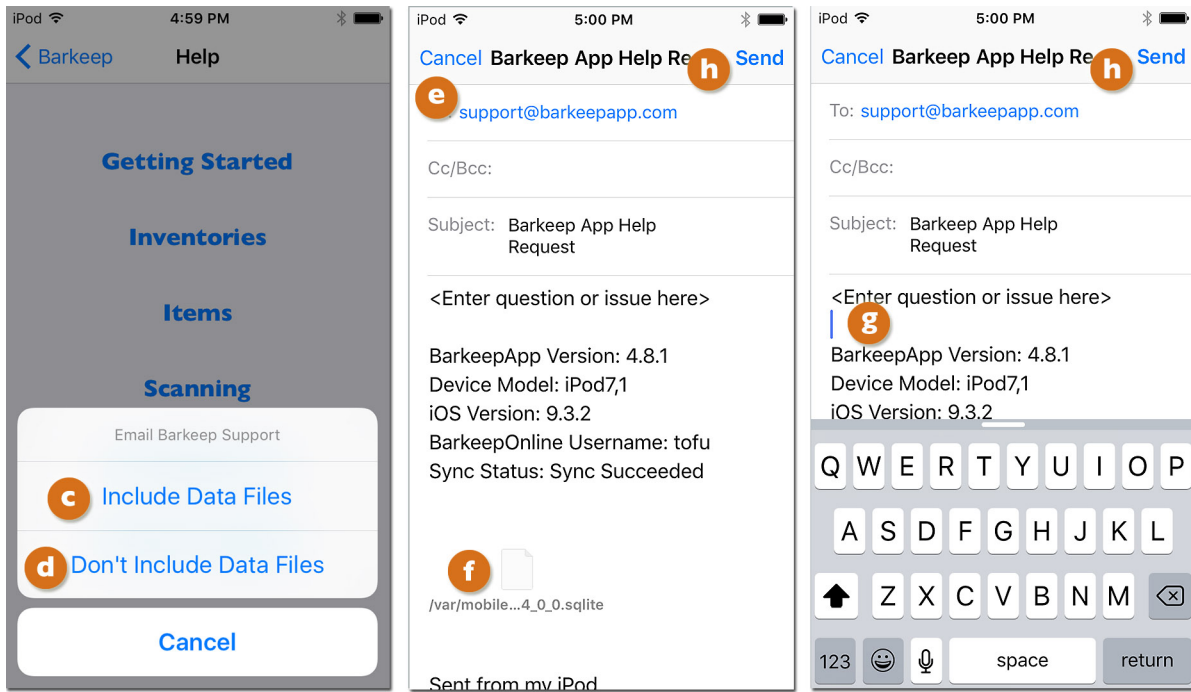 iPod 4:59 PM
Barkeep Help
Getting Started
Inventories
Items
Scanning
Email Barkeep Support
c Include Data Files
d Don't Include Data Files
Cancel
iPod 5:00 PM
Cancel Barkeep App Help Re h Send
e : support@barkeepapp.com
Cc/Bcc:
Subject: Barkeep App Help
Request
<Enter question or issue here>
BarkeepApp Version: 4.8.1
Device Model: iPod7,1
iOS Version: 9.3.2
BarkeepOnline Username: tofu
Sync Status: Sync Succeeded
f
/var/mobile...4_0_0.sqlite
Sent from my iPod
iPod 5:00 PM
Cancel Barkeep App Help Re h Send
To: support@barkeepapp.com
Cc/Bcc:
Subject: Barkeep App Help
Request
<Enter question or issue here>
g
BarkeepApp Version: 4.8.1
Device Model: iPod7,1
iOS Version: 9.3.2
Q W E R T Y U I O P
A S D F G H J K L
Z X C V B N M
123 space return